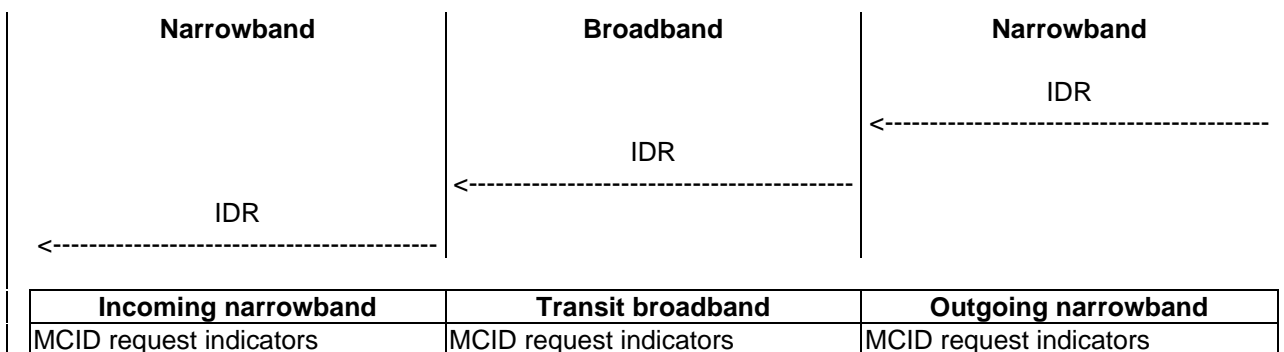 Narrowband Broadband Narrowband
IDR
<-------------------------------------------
IDR
<-------------------------------------------
IDR
<-------------------------------------------
Incoming narrowband Transit broadband Outgoing narrowband
MCID request indicators MCID request indicators MCID request indicators